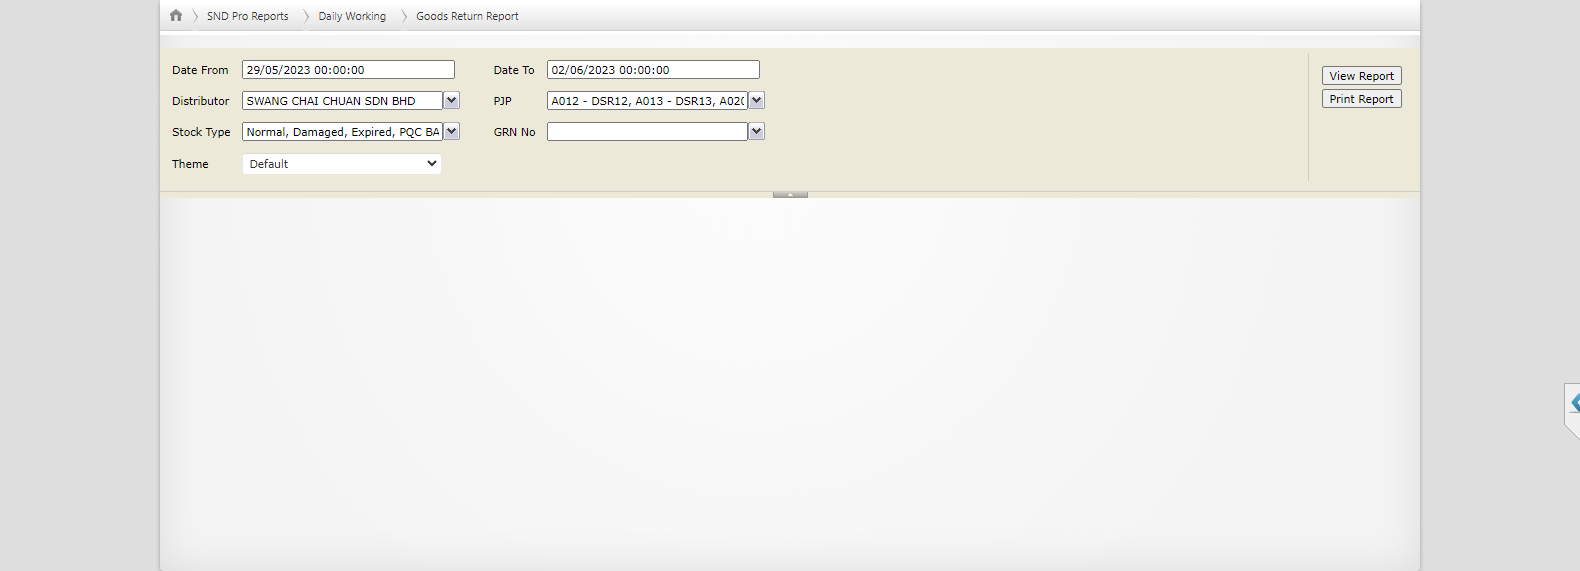 SND Pro Reports Daily Working Goods Return Report
Date From 29/05/2023 00:00:00 Date To 02/06/2023 00:00:00 View Report
Print Report
Distributor SWANG CHAI CHUAN SDN BHD PJP A012 - DSR12, A013 - DSR13, A020
Stock Type Normal, Damaged, Expired, PQC BA GRN No
Theme Default